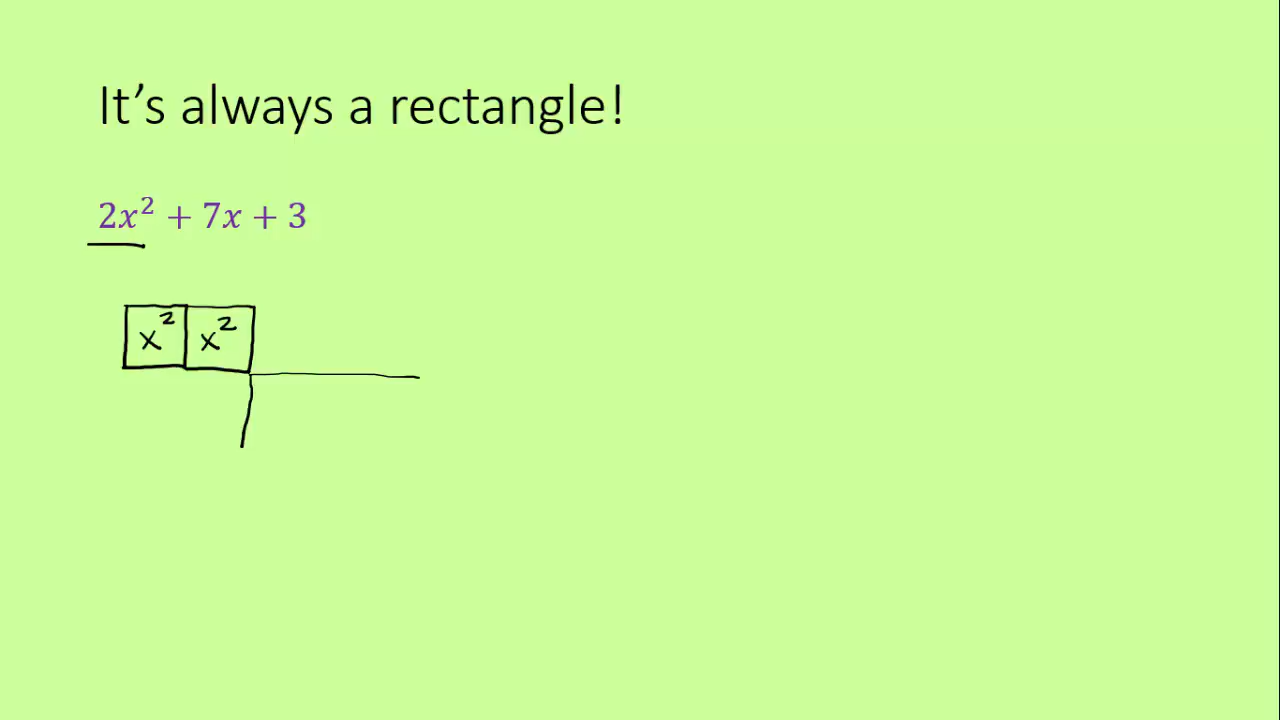 It's always a rectangle!
2x² + 7x + 3
x² x²